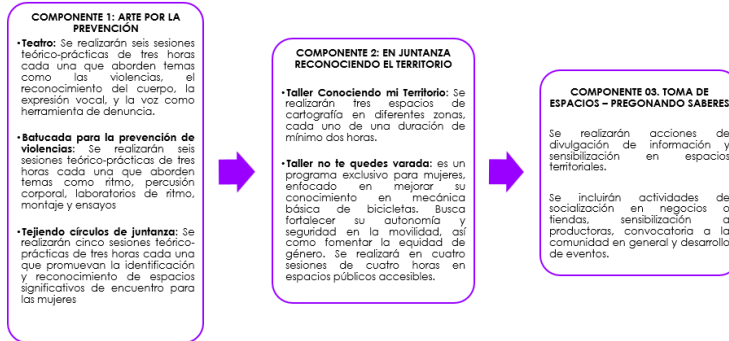 COMPONENTE 1: ARTE POR LA
PREVENCIÓN
•Teatro: Se realizarán seis sesiones
teórico-prácticas de tres horas
cada una que aborden temas
como las violencias, el
reconocimiento del cuerpo, la
expresión vocal, y la voz como
herramienta de denuncia.
•Batucada para la prevención de
violencias: Se realizarán seis
sesiones teórico-prácticas de tres
horas cada una que aborden
temas como ritmo, percusión
corporal, laboratorios de ritmo,
montaje y ensayos
•Tejiendo círculos de juntanza: Se
realizarán cinco sesiones teórico-
prácticas de tres horas cada una
que promuevan la identificación
y reconocimiento de espacios
significativos de encuentro para
las mujeres
COMPONENTE 2: EN JUNTANZA
RECONOCIENDO EL TERRITORIO
•Taller Conociendo mi Territorio: Se
realizarán tres espacios de
cartografía en diferentes zonas,
cada uno de una duración de
mínimo dos horas.
•Taller no te quedes varada: es un
programa exclusivo para mujeres,
enfocado en mejorar su
conocimiento en mecánica
básica de bicicletas. Busca
fortalecer su autonomía y
seguridad en la movilidad, así
como fomentar la equidad de
género. Se realizará en cuatro
sesiones de cuatro horas en
espacios públicos accesibles.
COMPONENTE 03. TOMA DE
ESPACIOS – PREGONANDO SABERES
Se realizarán acciones de
divulgación de información y
sensibilización en espacios
territoriales.
Se incluirán actividades de
socialización en negocios o
tiendas, sensibilización a
productoras, convocatoria a la
comunidad en general y desarrollo
de eventos.